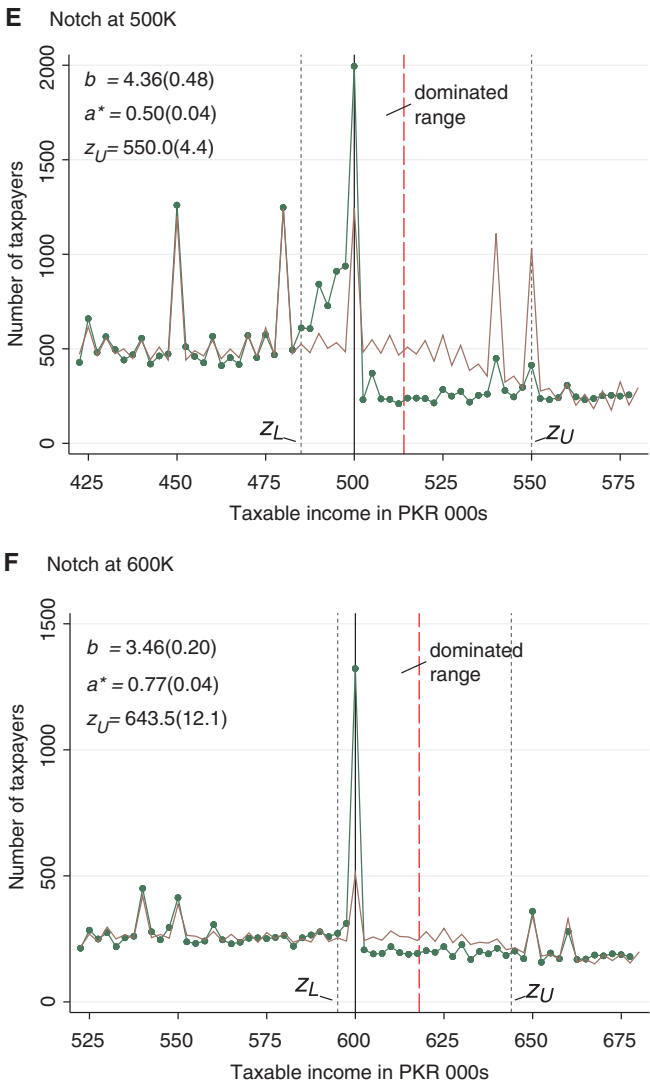 E Notch at 500K
b = 4.36(0.48)
a* = 0.50(0.04)
zU= 550.0(4.4)
dominated
range
Number of taxpayers
2000
1500
1000
500
0
zL
zU
425 450 475 500 525 550 575
Taxable income in PKR 000s
F Notch at 600K
b = 3.46(0.20)
a* = 0.77(0.04)
zU= 643.5(12.1)
dominated
range
Number of taxpayers
1500
1000
500
0
zL
zU
525 550 575 600 625 650 675
Taxable income in PKR 000s